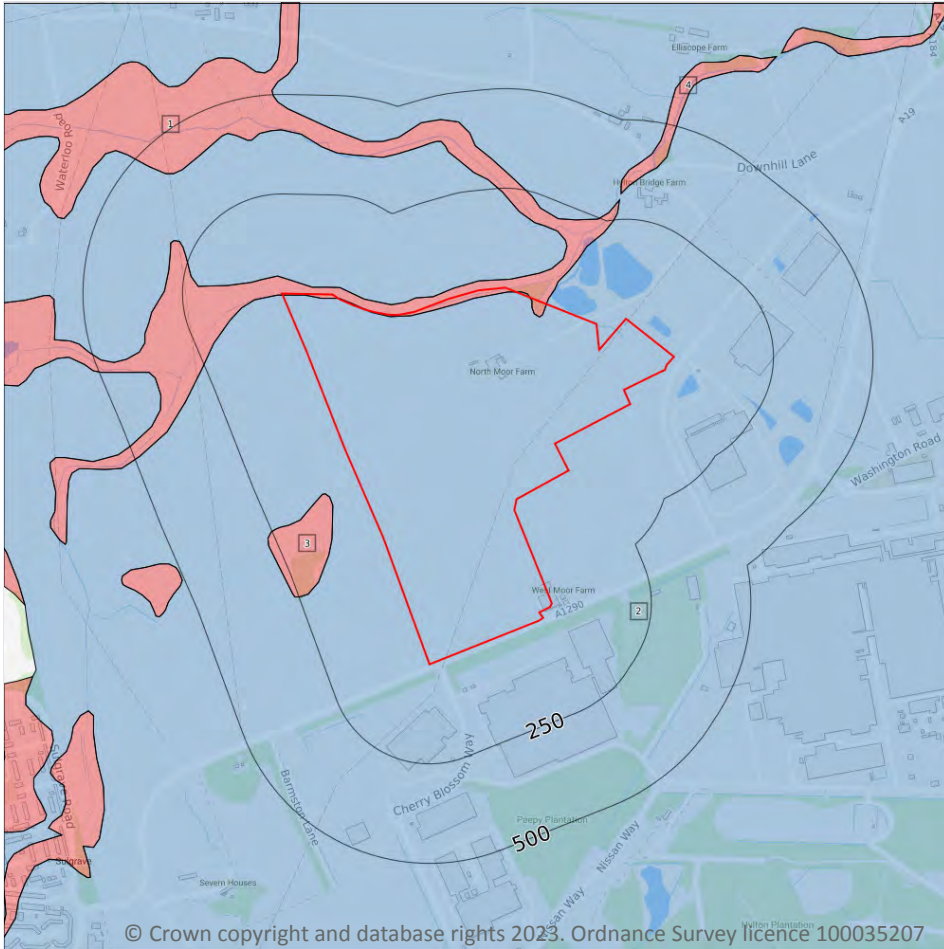 Elliscope Farm
A184
4
A19
1
Waterloo Road
Downhill Lane
Hylton Bridge Farm
North Moor Farm
Washington Road
3
West Moor Farm
A1290
2
250
Cherry Blossom Way
Barmston Lane
Sulgrave Road
Peepy Plantation
500
Nissan Way
Sulgrave
Severn Houses
Nissan Way
Hylton Plantation
© Crown copyright and database rights 2023. Ordnance Survey licence 100035207